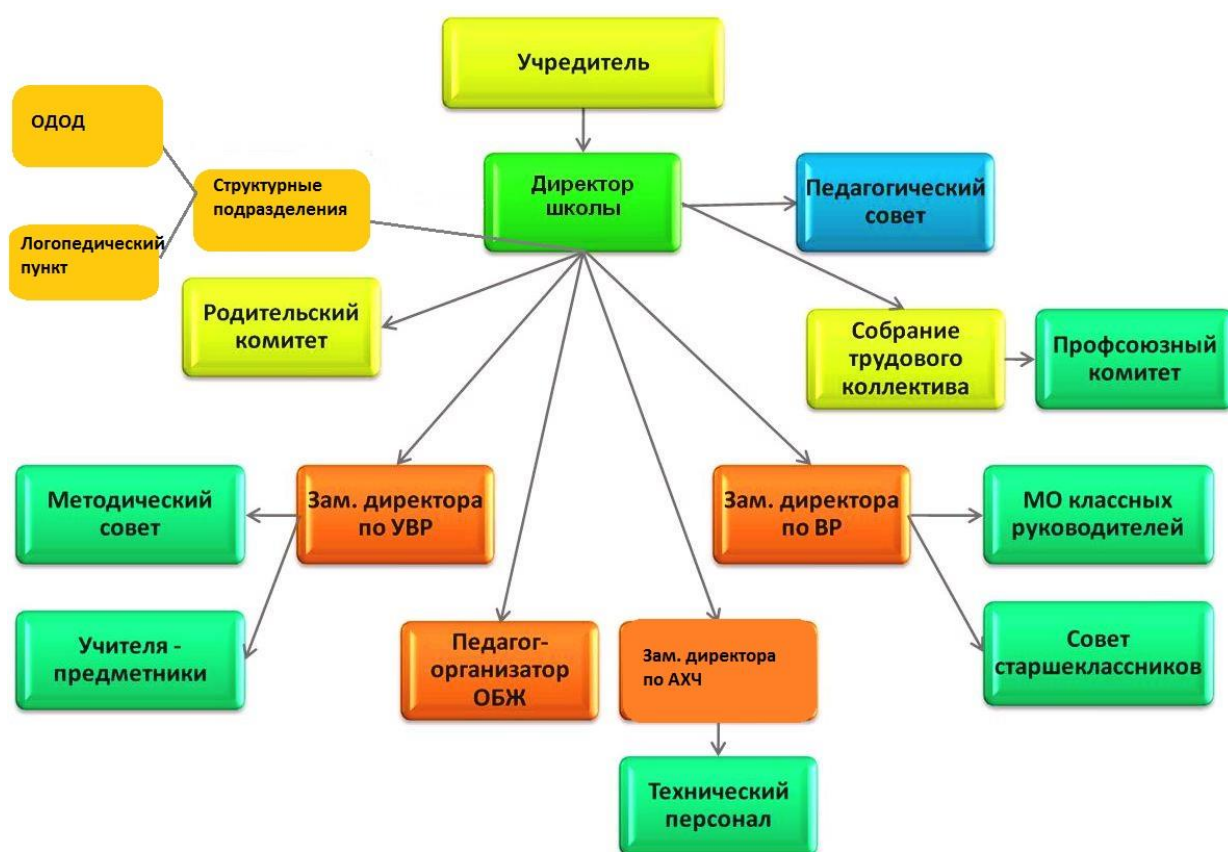 Учредитель
ОДОД
Структурные
подразделения
Директор
школы
Педагогический
совет
Логопедический
пункт
Родительский
комитет
Собрание
трудового
коллектива
Профсоюзный
комитет
Методический
совет
Зам. директора
по УВР
Зам. директора
по ВР
МО классных
руководителей
Учителя -
предметники
Педагог-
организатор
ОБЖ
Зам. директора
по АХЧ
Совет
старшеклассников
Технический
персонал